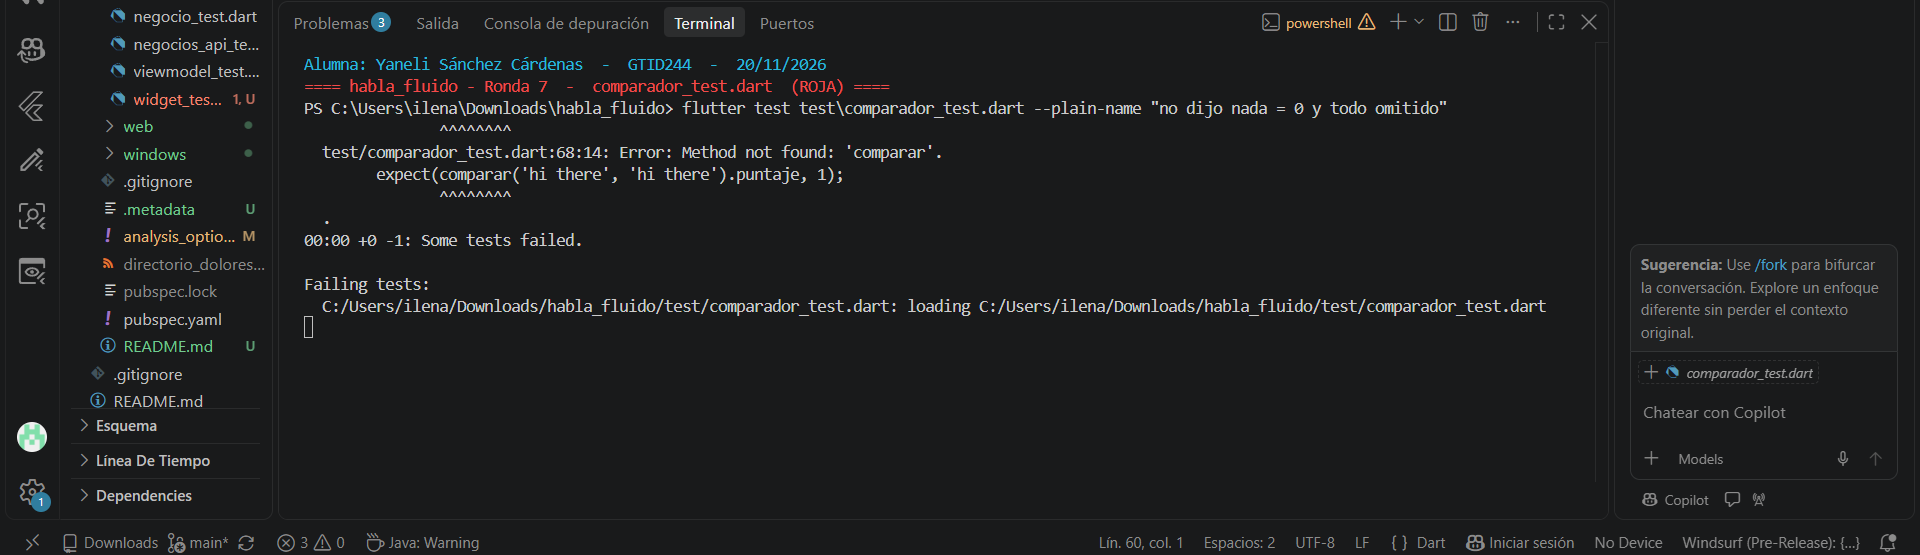 negocio_test.dart
negocios_api_te...
viewmodel_test....
widget_tes... 1, U
web
windows
.gitignore
.metadata U
analysis_optio... M
directorio_dolores...
pubspec.lock
pubspec.yaml
README.md U
.gitignore
README.md
Esquema
Línea De Tiempo
Dependencies
1
Problemas 3 Salida Consola de depuración Terminal Puertos
powershell
Alumna: Yaneli Sánchez Cárdenas - GTID244 - 20/11/2026
==== habla_fluido - Ronda 7 - comparador_test.dart (ROJA) ====
PS C:\Users\ilena\Downloads\habla_fluido> flutter test test\comparador_test.dart --plain-name "no dijo nada = 0 y todo omitido"
^^^^^^^^
test/comparador_test.dart:68:14: Error: Method not found: 'comparar'.
expect(comparar('hi there', 'hi there').puntaje, 1);
^^^^^^^^
.
00:00 +0 -1: Some tests failed.
Failing tests:
C:/Users/ilena/Downloads/habla_fluido/test/comparador_test.dart: loading C:/Users/ilena/Downloads/habla_fluido/test/comparador_test.dart
Sugerencia: Use /fork para bifurcar
la conversación. Explore un enfoque
diferente sin perder el contexto
original.
comparador_test.dart
Chatear con Copilot
Models
Copilot
Downloads main* 3 0 Java: Warning
Lín. 60, col. 1 Espacios: 2 UTF-8 LF { } Dart Iniciar sesión No Device Windsurf (Pre-Release): {...}